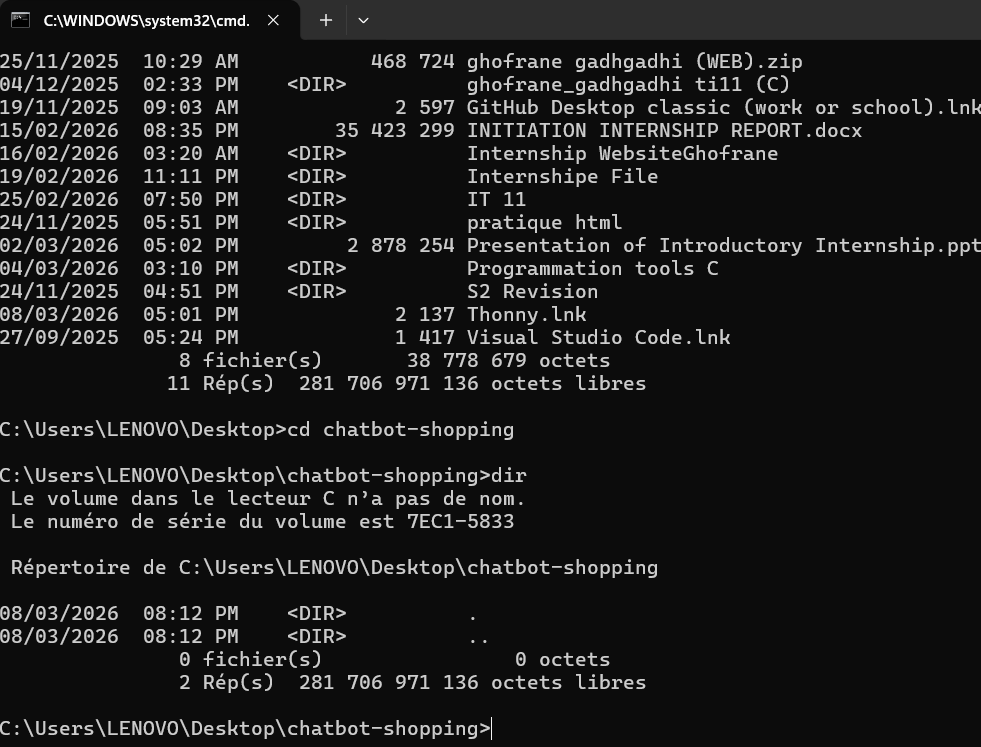 C:\WINDOWS\system32\cmd.
25/11/2025  10:29 AM           468 724 ghofrane gadhgadhi (WEB).zip
04/12/2025  02:33 PM    <DIR>          ghofrane_gadhgadhi ti11 (C)
19/11/2025  09:03 AM             2 597 GitHub Desktop classic (work or school).lnk
15/02/2026  08:35 PM        35 423 299 INITIATION INTERNSHIP REPORT.docx
16/02/2026  03:20 AM    <DIR>          Internship WebsiteGhofrane
19/02/2026  11:11 PM    <DIR>          Internshipe File
25/02/2026  07:50 PM    <DIR>          IT 11
24/11/2025  05:51 PM    <DIR>          pratique html
02/03/2026  05:02 PM         2 878 254 Presentation of Introductory Internship.ppt
04/03/2026  03:10 PM    <DIR>          Programmation tools C
24/11/2025  04:51 PM    <DIR>          S2 Revision
08/03/2026  05:01 PM             2 137 Thonny.lnk
27/09/2025  05:24 PM             1 417 Visual Studio Code.lnk
               8 fichier(s)       38 778 679 octets
              11 Rép(s)  281 706 971 136 octets libres
C:\Users\LENOVO\Desktop>cd chatbot-shopping
C:\Users\LENOVO\Desktop\chatbot-shopping>dir
 Le volume dans le lecteur C n’a pas de nom.
 Le numéro de série du volume est 7EC1-5833
 Répertoire de C:\Users\LENOVO\Desktop\chatbot-shopping
08/03/2026  08:12 PM    <DIR>          .
08/03/2026  08:12 PM    <DIR>          ..
               0 fichier(s)                0 octets
               2 Rép(s)  281 706 971 136 octets libres
C:\Users\LENOVO\Desktop\chatbot-shopping>